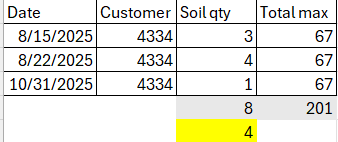 Date Customer Soil qty Total max
8/15/2025 4334 3 67
8/22/2025 4334 4 67
10/31/2025 4334 1 67
8 201
4